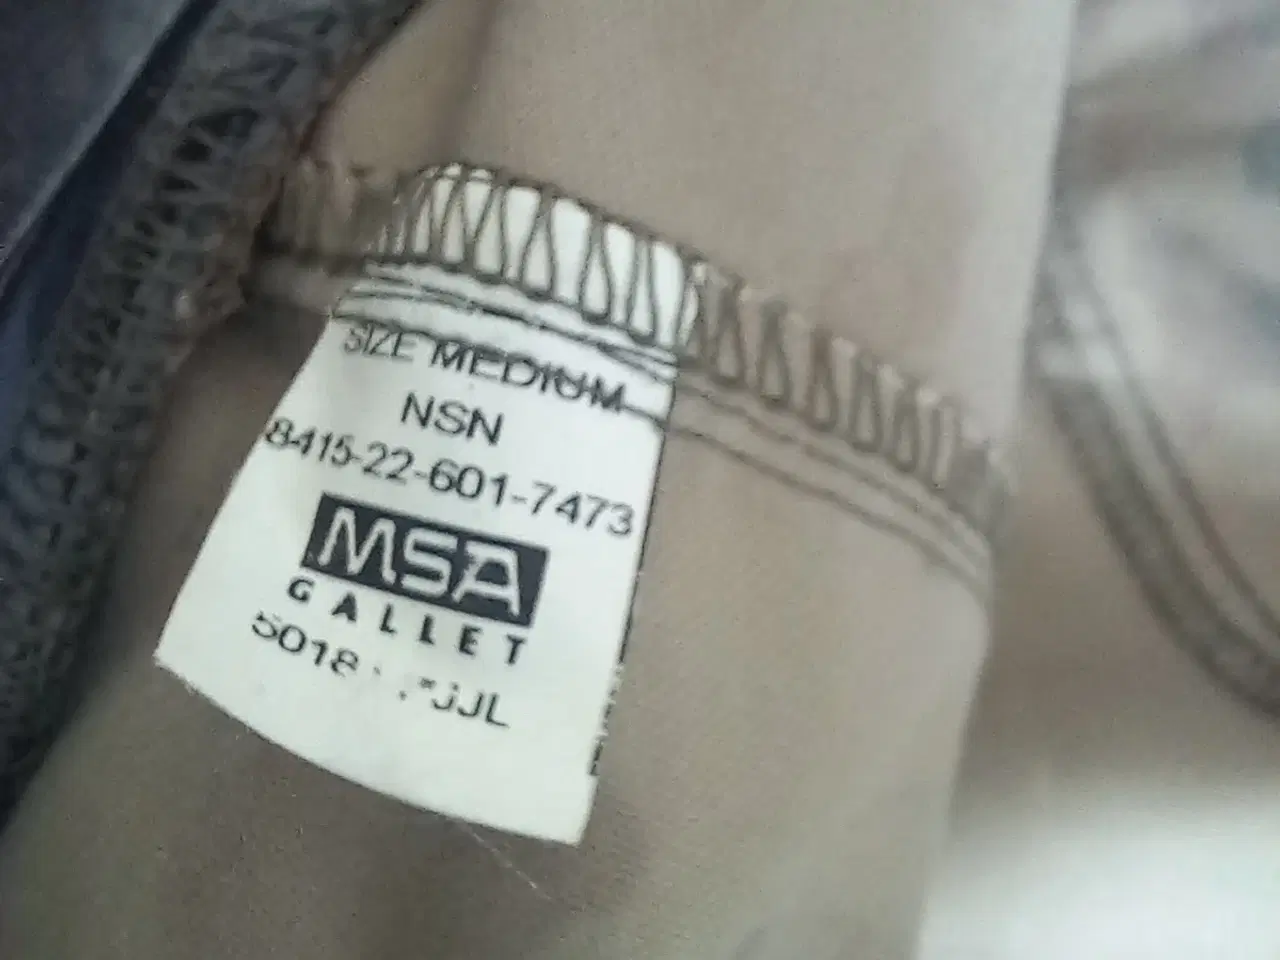 SIZE MEDIUM
NSN
8415-22-601-7473
MSA
GALLET